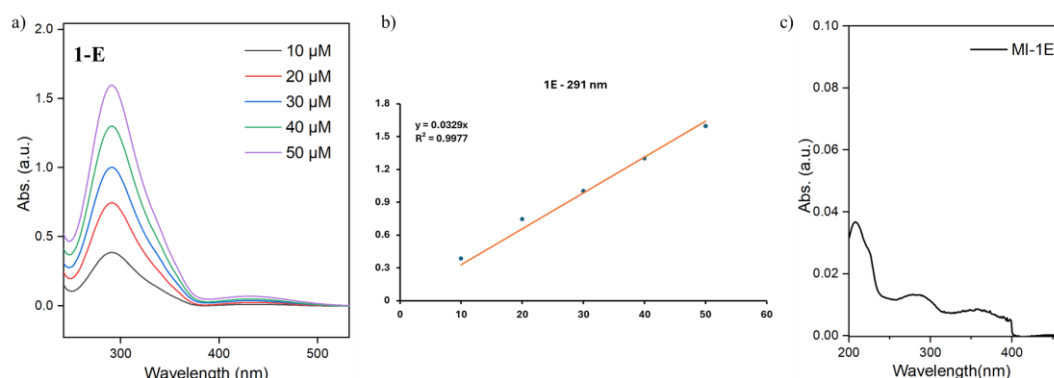 a)
2.0
1.5
1.0
0.5
0.0
Abs. (a.u.)
1-E
10 µM
20 µM
30 µM
40 µM
50 µM
300
400
500
Wavelength (nm)
b)
1E - 291 nm
y = 0.0329x
R² = 0.9977
1.8
1.5
1.2
0.9
0.6
0.3
0
0
10
20
30
40
50
60
c)
0.10
0.08
0.06
0.04
0.02
0.00
Abs. (a.u.)
MI-1E
200
300
400
Wavelength(nm)